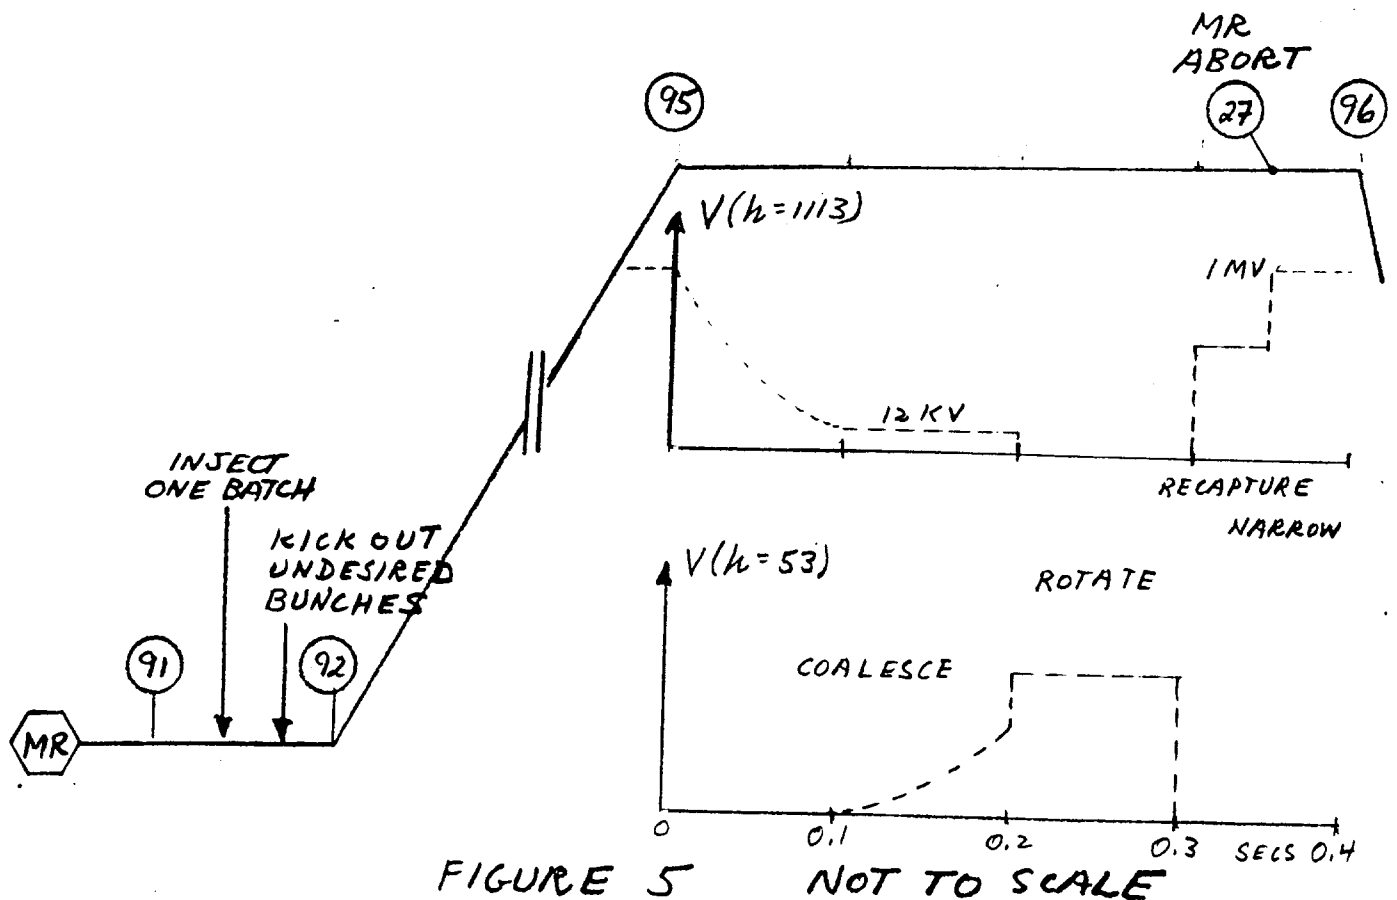 MR
ABORT
95
27
96
V(h=1113)
1 MV
12 KV
INJECT
ONE BATCH
RECAPTURE
NARROW
KICK OUT
UNDESIRED
BUNCHES
V(h=53)
ROTATE
91
92
COALESCE
MR
0
0.1
0.2
0.3
SECS 0.4
FIGURE 5 NOT TO SCALE